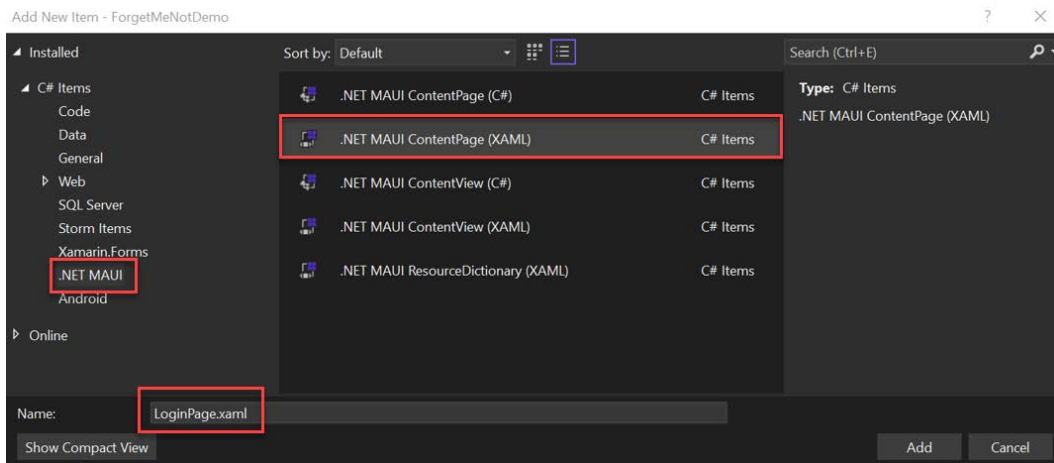 Add New Item - ForgetMeNotDemo ? ×
Installed
C# Items
Code
Data
General
Web
SQL Server
Storm Items
Xamarin.Forms
.NET MAUI
Android
Online
Sort by: Default
.NET MAUI ContentPage (C#) C# Items
.NET MAUI ContentPage (XAML) C# Items
.NET MAUI ContentView (C#) C# Items
.NET MAUI ContentView (XAML) C# Items
.NET MAUI ResourceDictionary (XAML) C# Items
Search (Ctrl+E)
Type: C# Items
.NET MAUI ContentPage (XAML)
Name: LoginPage.xaml
Show Compact View Add Cancel